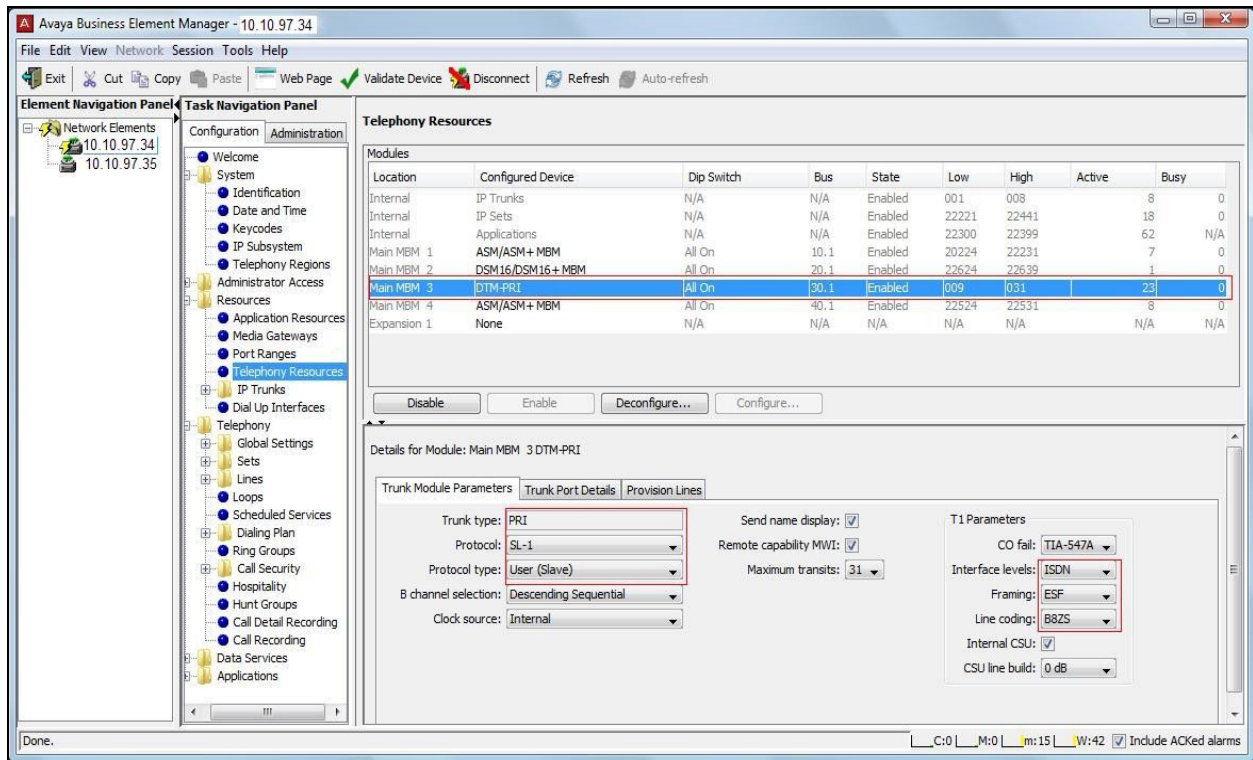 Avaya Business Element Manager - 10.10.97.34
File Edit View Network Session Tools Help
Exit Cut Copy Paste Web Page Validate Device Disconnect Refresh Auto-refresh
Element Navigation Panel
Network Elements
10.10.97.34
10.10.97.35
Task Navigation Panel
Configuration Administration
Welcome
System
Identification
Date and Time
Keycodes
IP Subsystem
Telephony Regions
Administrator Access
Resources
Application Resources
Media Gateways
Port Ranges
Telephony Resources
IP Trunks
Dial Up Interfaces
Telephony
Global Settings
Sets
Lines
Loops
Scheduled Services
Dialing Plan
Ring Groups
Call Security
Hospitality
Hunt Groups
Call Detail Recording
Call Recording
Data Services
Applications
Telephony Resources
Modules
Location Configured Device Dip Switch Bus State Low High Active Busy
Internal IP Trunks N/A N/A Enabled 001 008 8 0
Internal IP Sets N/A N/A Enabled 22221 22441 18 0
Internal Applications N/A N/A Enabled 22300 22399 62 N/A
Main MBM 1 ASM/ASM+ MBM All On 10.1 Enabled 20224 22231 7 0
Main MBM 2 DSM16/DSM16+ MBM All On 20.1 Enabled 22624 22639 1 0
Main MBM 3 DTM-PRI All On 30.1 Enabled 009 031 23 0
Main MBM 4 ASM/ASM+ MBM All On 40.1 Enabled 22524 22531 8 0
Expansion 1 None N/A N/A N/A N/A N/A N/A N/A
Disable Enable Deconfigure... Configure...
Details for Module: Main MBM 3 DTM-PRI
Trunk Module Parameters Trunk Port Details Provision Lines
Trunk type: PRI
Protocol: SL-1
Protocol type: User (Slave)
B channel selection: Descending Sequential
Clock source: Internal
Send name display:
Remote capability MWI:
Maximum transits: 31
T1 Parameters
CO fail: TIA-547A
Interface levels: ISDN
Framing: ESF
Line coding: B8ZS
Internal CSU:
CSU line build: 0 dB
Done.
C:0 M:0 m:15 W:42 Include ACKed alarms